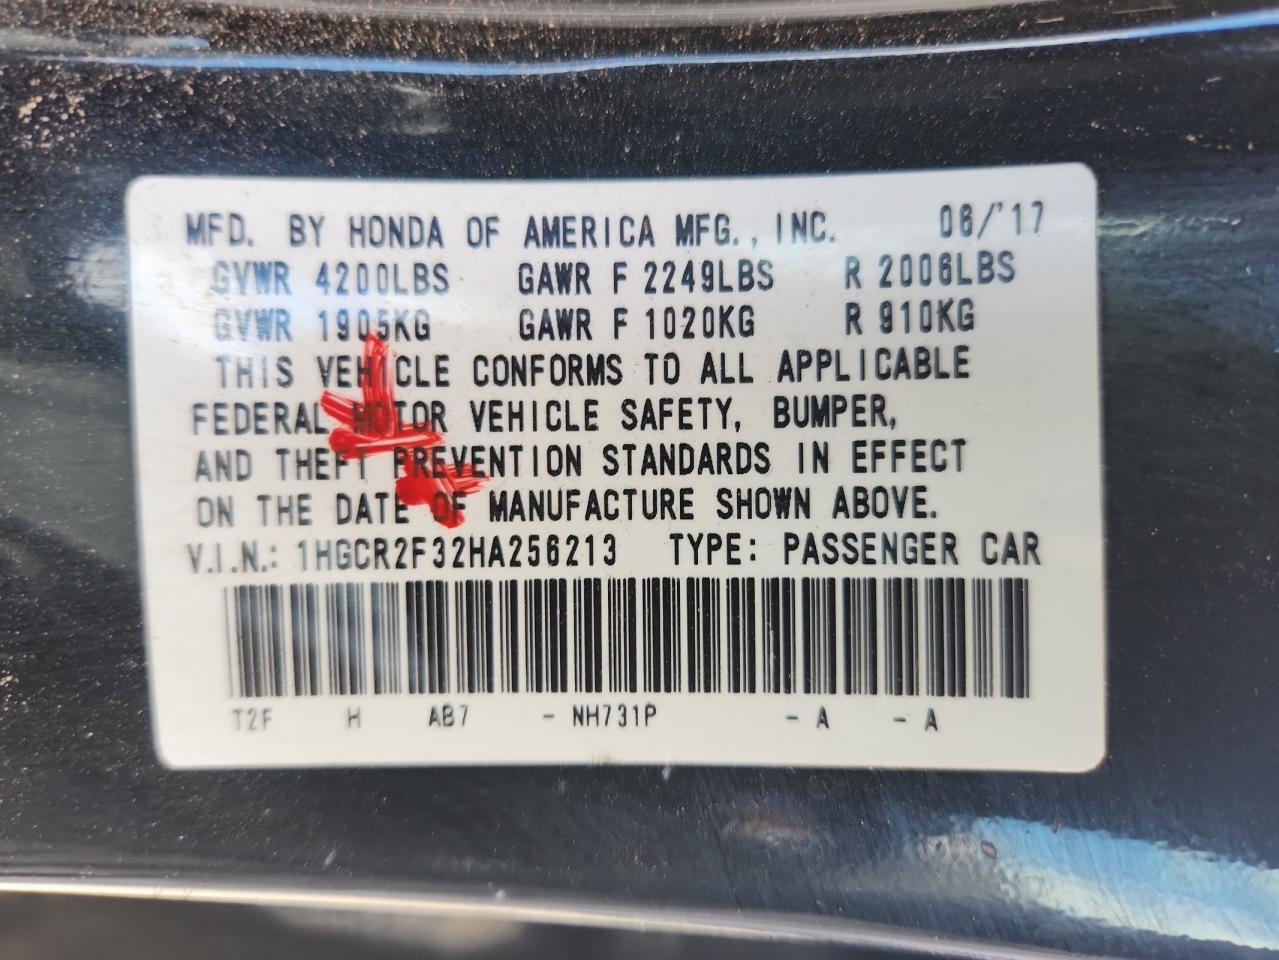 MFD. BY HONDA OF AMERICA MFG., INC. 06/'17
GVWR 4200LBS GAWR F 2249LBS R 2006LBS
GVWR 1905KG GAWR F 1020KG R 910KG
THIS VEHICLE CONFORMS TO ALL APPLICABLE
FEDERAL MOTOR VEHICLE SAFETY, BUMPER,
AND THEFT PREVENTION STANDARDS IN EFFECT
ON THE DATE OF MANUFACTURE SHOWN ABOVE.
V.I.N.: 1HGCR2F32HA256213 TYPE: PASSENGER CAR
T2F H AB7 - NH731P - A - A